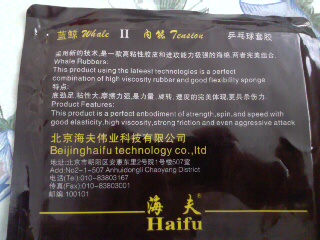 蓝鲸 Whale II 内能 Tension 乒乓球套胶
采用新的技术,是一款高粘性胶皮和进攻能力极强的海绵,两者完美组合.
Whale Rubbers:
This product using the lateest technologies is a perfect
combination of high viscosity rubber and good flexibility sponge
特点:
底劲足,粘性大,摩擦力强,是力量,旋转,速度的完美体现,更具杀伤力
Product Features:
This product is a perfect enbodiment of strength,spin,and speed with
good elasticity,high viscosity,strong friction and even aggressive attack
北京海夫伟业科技有限公司
Beijinghaifu technology co.,ltd
地址:北京市朝阳区安惠东里2号院1号楼507室
Add:No2-1-507 Anhuidongli Chaoyang District
电话(Tel):010-83803167
传真(Fax):010-83803001
邮编 100101
海夫
Haifu